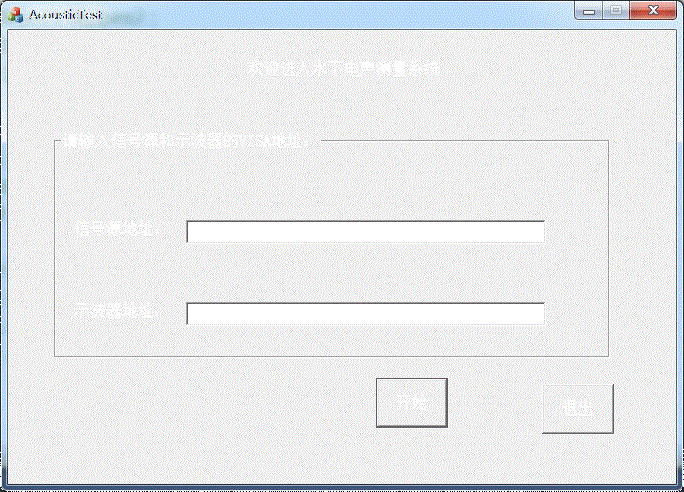 AcousticTest
欢迎进入水下电声测量系统
请输入信号源和示波器的VISA地址：
信号源地址：
示波器地址：
开始
退出